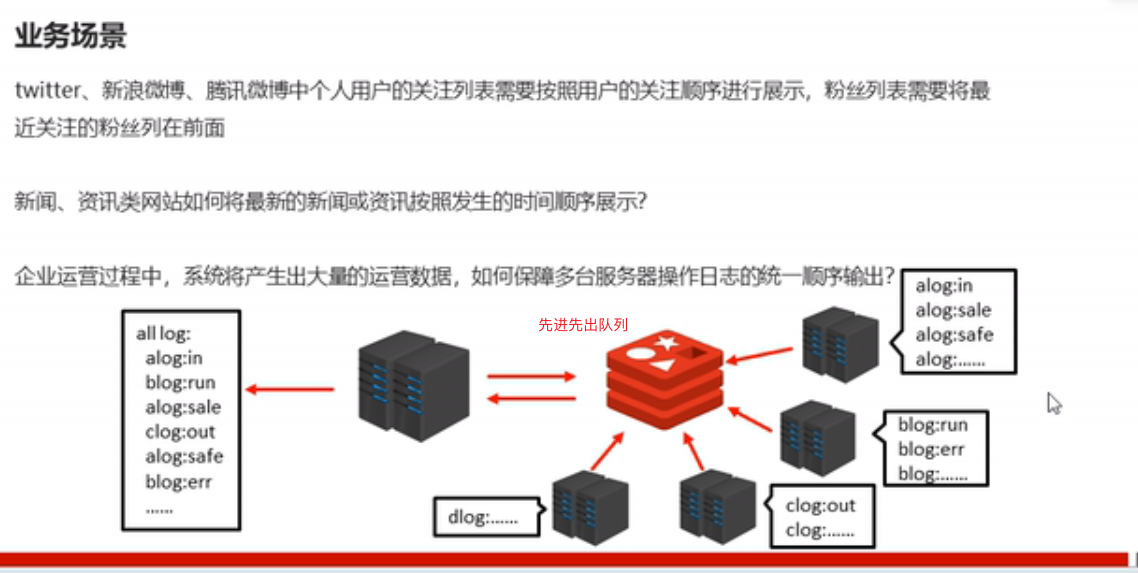 业务场景
twitter、新浪微博、腾讯微博中个人用户的关注列表需要按照用户的关注顺序进行展示，粉丝列表需要将最
近关注的粉丝列在前面
新闻、资讯类网站如何将最新的新闻或资讯按照发生的时间顺序展示？
企业运营过程中，系统将产生出大量的运营数据，如何保障多台服务器操作日志的统一顺序输出？
alog:in
alog:sale
alog:safe
alog:……
先进先出队列
all log:
alog:in
blog:run
alog:sale
clog:out
alog:safe
blog:err
……
blog:run
blog:err
blog:……
dlog:……
clog:out
clog:……